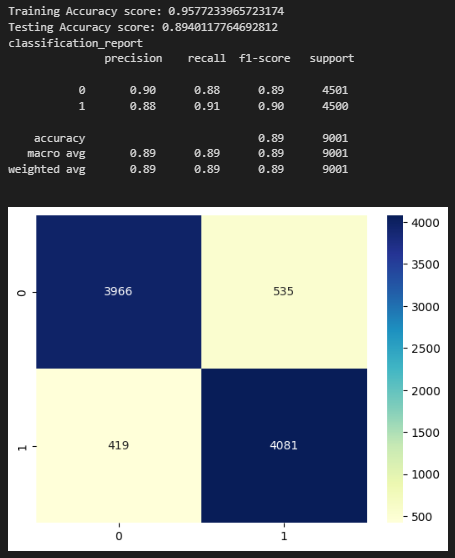 Training Accuracy score: 0.9577233965723174
Testing Accuracy score: 0.8940117764692812
classification_report
precision recall f1-score support
0 0.90 0.88 0.89 4501
1 0.88 0.91 0.90 4500
accuracy 0.89 9001
macro avg 0.89 0.89 0.89 9001
weighted avg 0.89 0.89 0.89 9001
4000
3500
0 3966 535
3000
2500
2000
1500
1 419 4081
1000
500
0 1